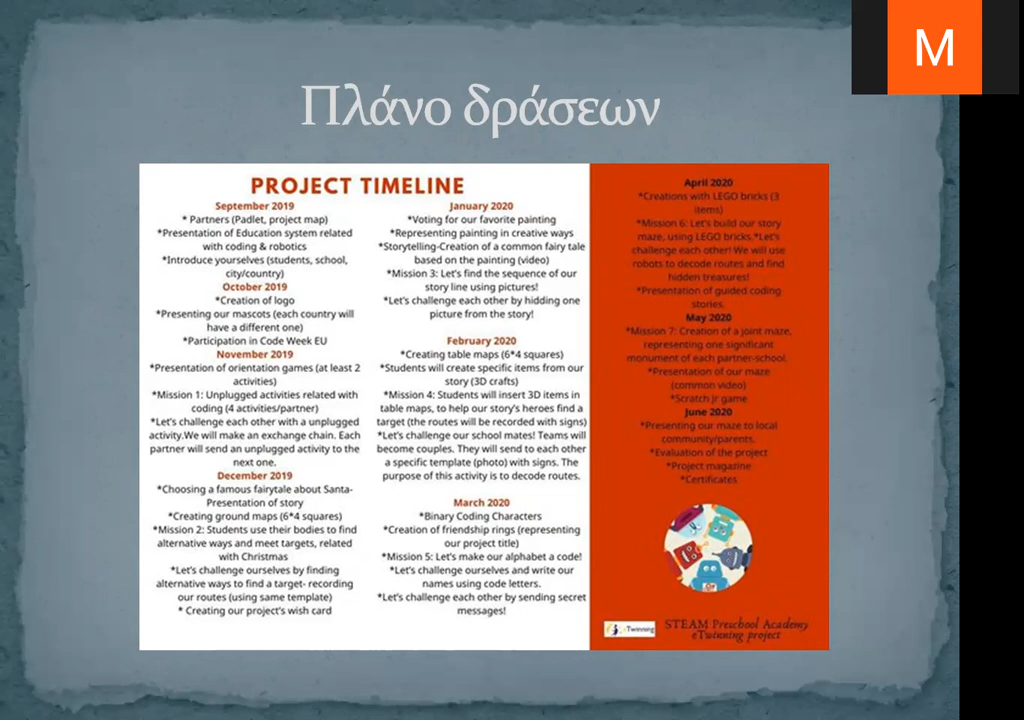 M
Πλάνο δράσεων
PROJECT TIMELINE
September 2019
* Partners (Padlet, project map)
*Presentation of Education system related
with coding & robotics
*Introduce yourselves (students, school,
city/country)
October 2019
*Creation of logo
*Presenting our mascots (each country will
have a different one)
*Participation in Code Week EU
November 2019
*Presentation of orientation games (at least 2
activities)
*Mission 1: Unplugged activities related with
coding (4 activities/partner)
*Let's challenge each other with a unplugged
activity.We will make an exchange chain. Each
partner will send an unplugged activity to the
next one.
December 2019
*Choosing a famous fairytale about Santa-
Presentation of story
*Creating ground maps (6*4 squares)
*Mission 2: Students use their bodies to find
alternative ways and meet targets, related
with Christmas
*Let's challenge ourselves by finding
alternative ways to find a target- recording
our routes (using same template)
* Creating our project's wish card
January 2020
*Voting for our favorite painting
*Representing painting in creative ways
*Storytelling-Creation of a common fairy tale
based on the painting (video)
*Mission 3: Let's find the sequence of our
story line using pictures!
*Let's challenge each other by hidding one
picture from the story!
February 2020
*Creating table maps (6*4 squares)
*Students will create specific items from our
story (3D crafts)
*Mission 4: Students will insert 3D items in
table maps, to help our story's heroes find a
target (the routes will be recorded with signs)
*Let's challenge our school mates! Teams will
become couples. They will send to each other
a specific template (photo) with signs. The
purpose of this activity is to decode routes.
March 2020
*Binary Coding Characters
*Creation of friendship rings (representing
our project title)
*Mission 5: Let's make our alphabet a code!
*Let's challenge ourselves and write our
names using code letters.
*Let's challenge each other by sending secret
messages!
April 2020
*Creations with LEGO bricks (3
items)
*Mission 6: Let's build our story
maze, using LEGO bricks.*Let's
challenge each other! We will use
robots to decode routes and find
hidden treasures!
*Presentation of guided coding
stories.
May 2020
*Mission 7: Creation of a joint maze,
representing one significant
monument of each partner-school.
*Presentation of our maze
(common video)
*Scratch Jr game
June 2020
*Presenting our maze to local
community/parents.
*Evaluation of the project
*Project magazine
*Certificates
eTwinning
STEAM Preschool Academy
eTwinning project